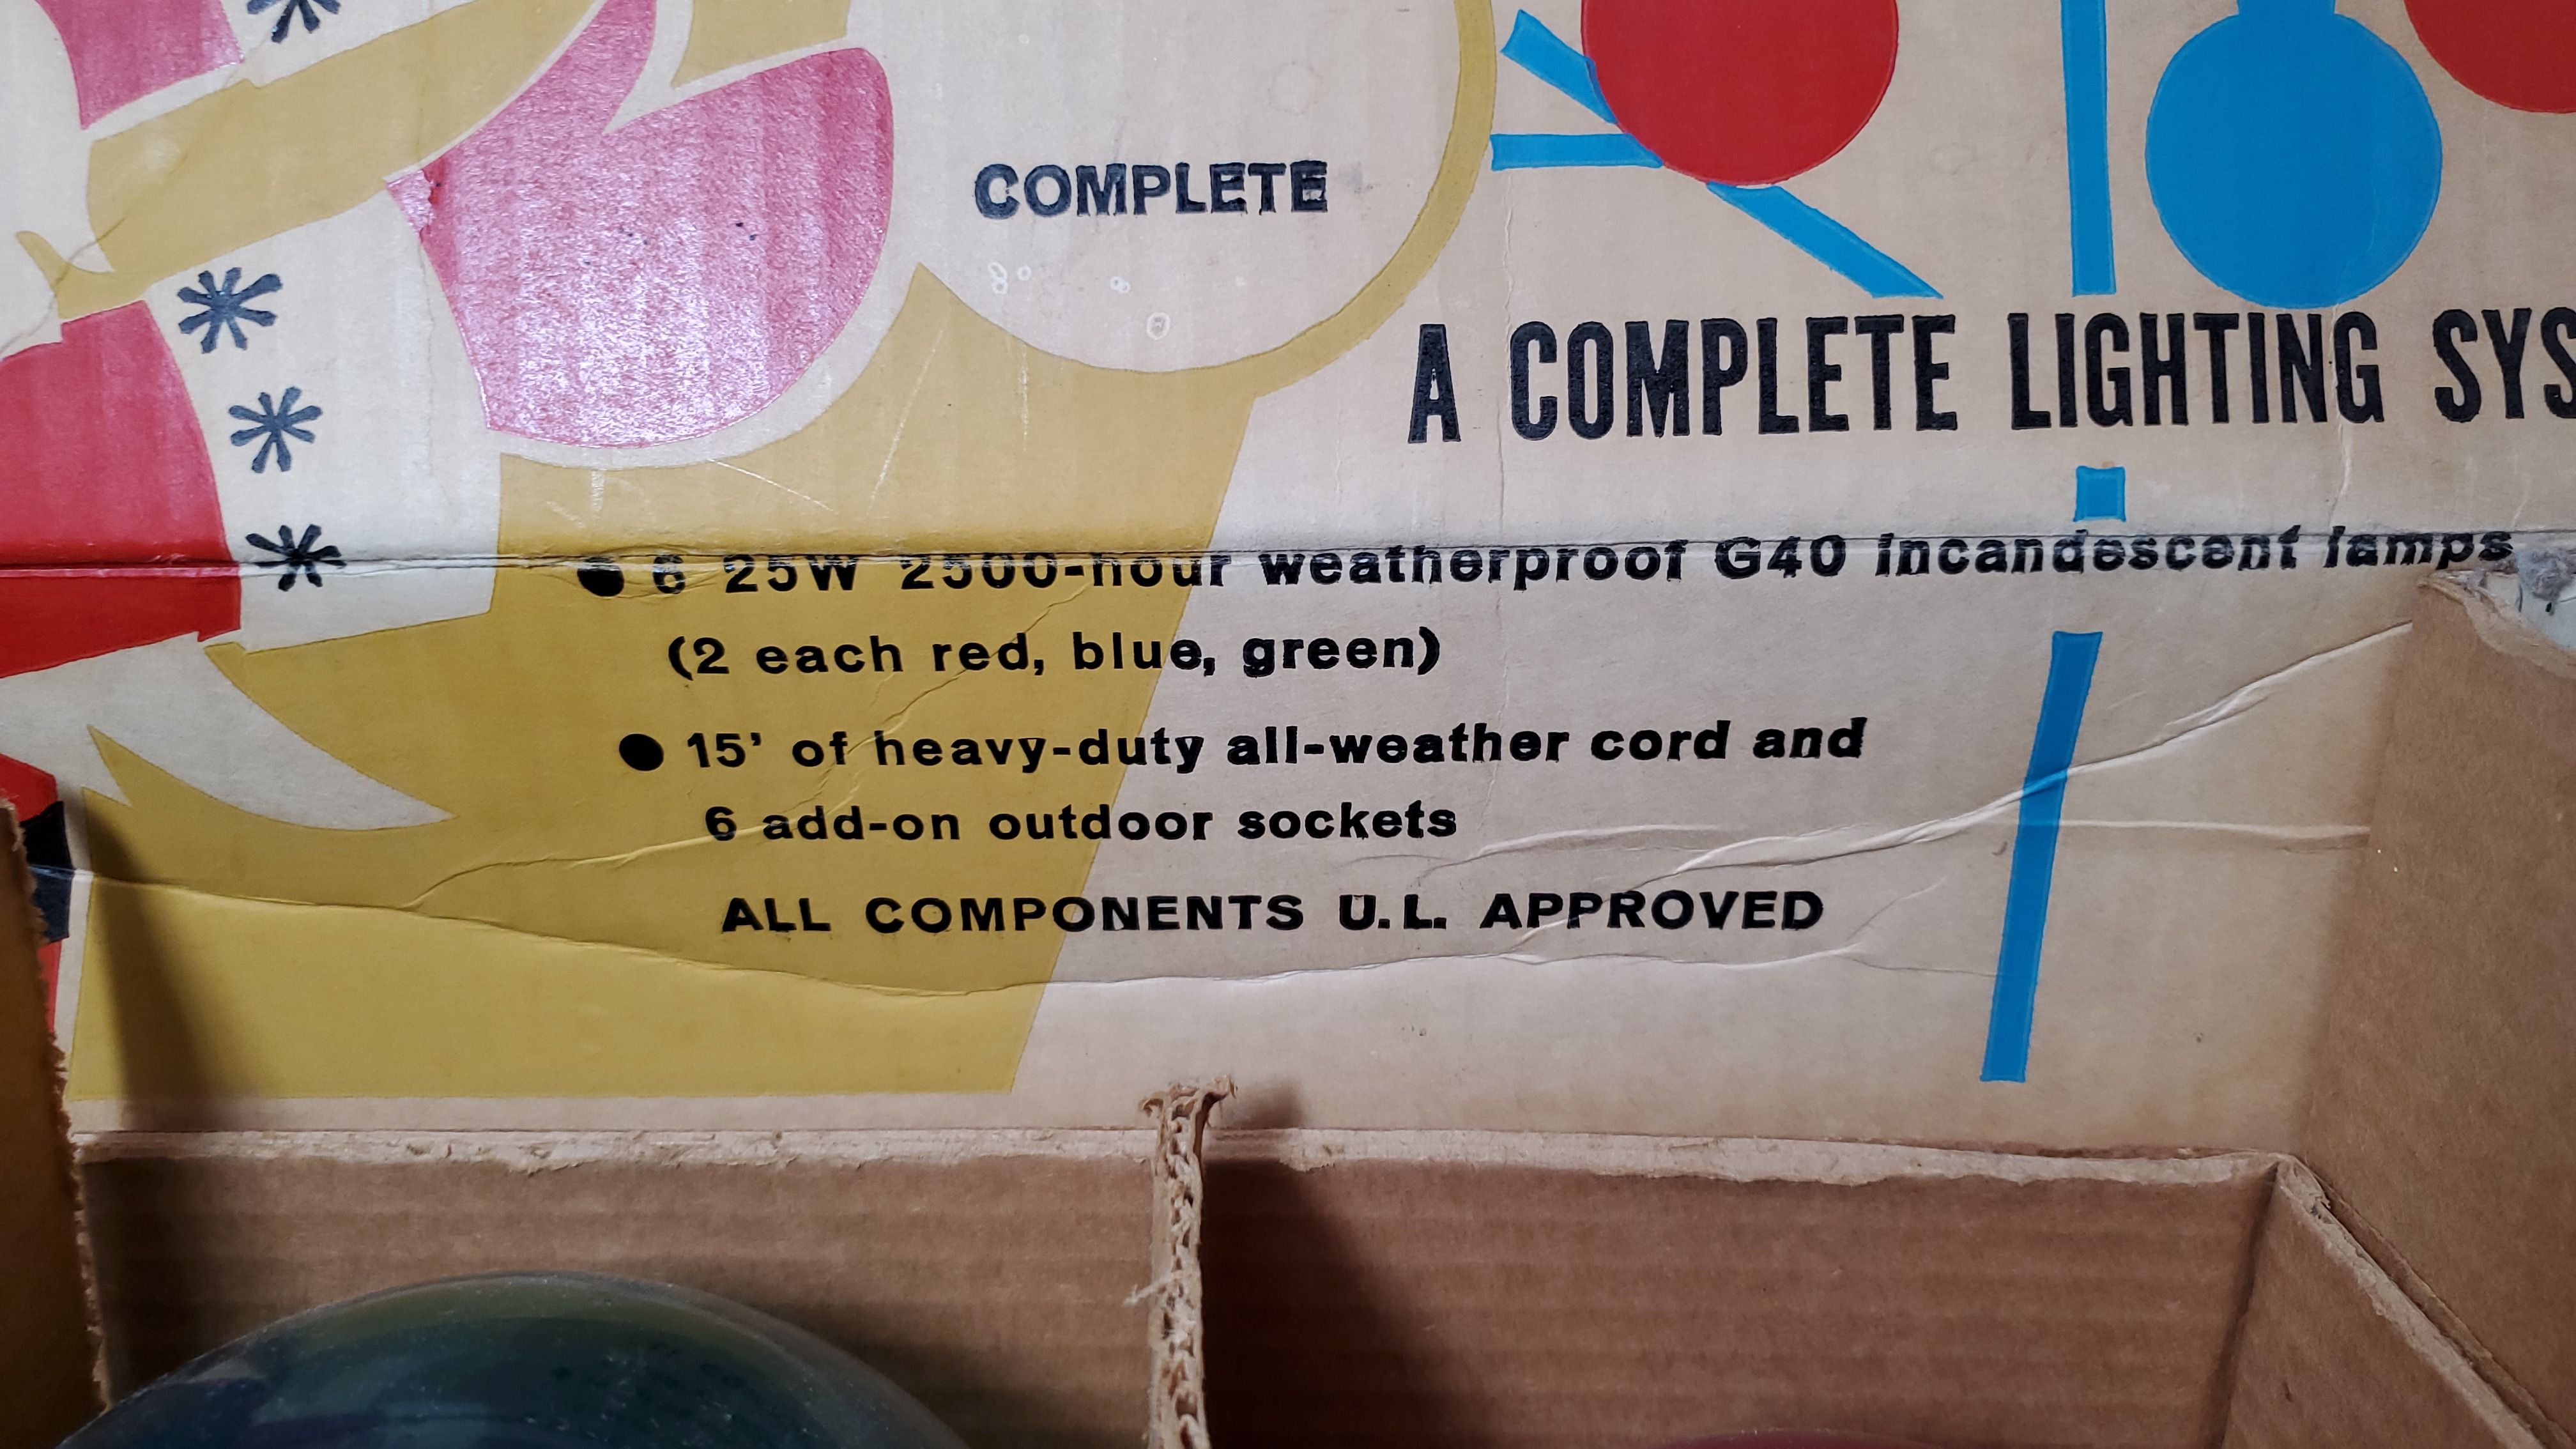 COMPLETE
A COMPLETE LIGHTING SYS
● 6 25W 2500-hour weatherproof G40 incandescent lamps
(2 each red, blue, green)
● 15' of heavy-duty all-weather cord and
6 add-on outdoor sockets
ALL COMPONENTS U.L. APPROVED